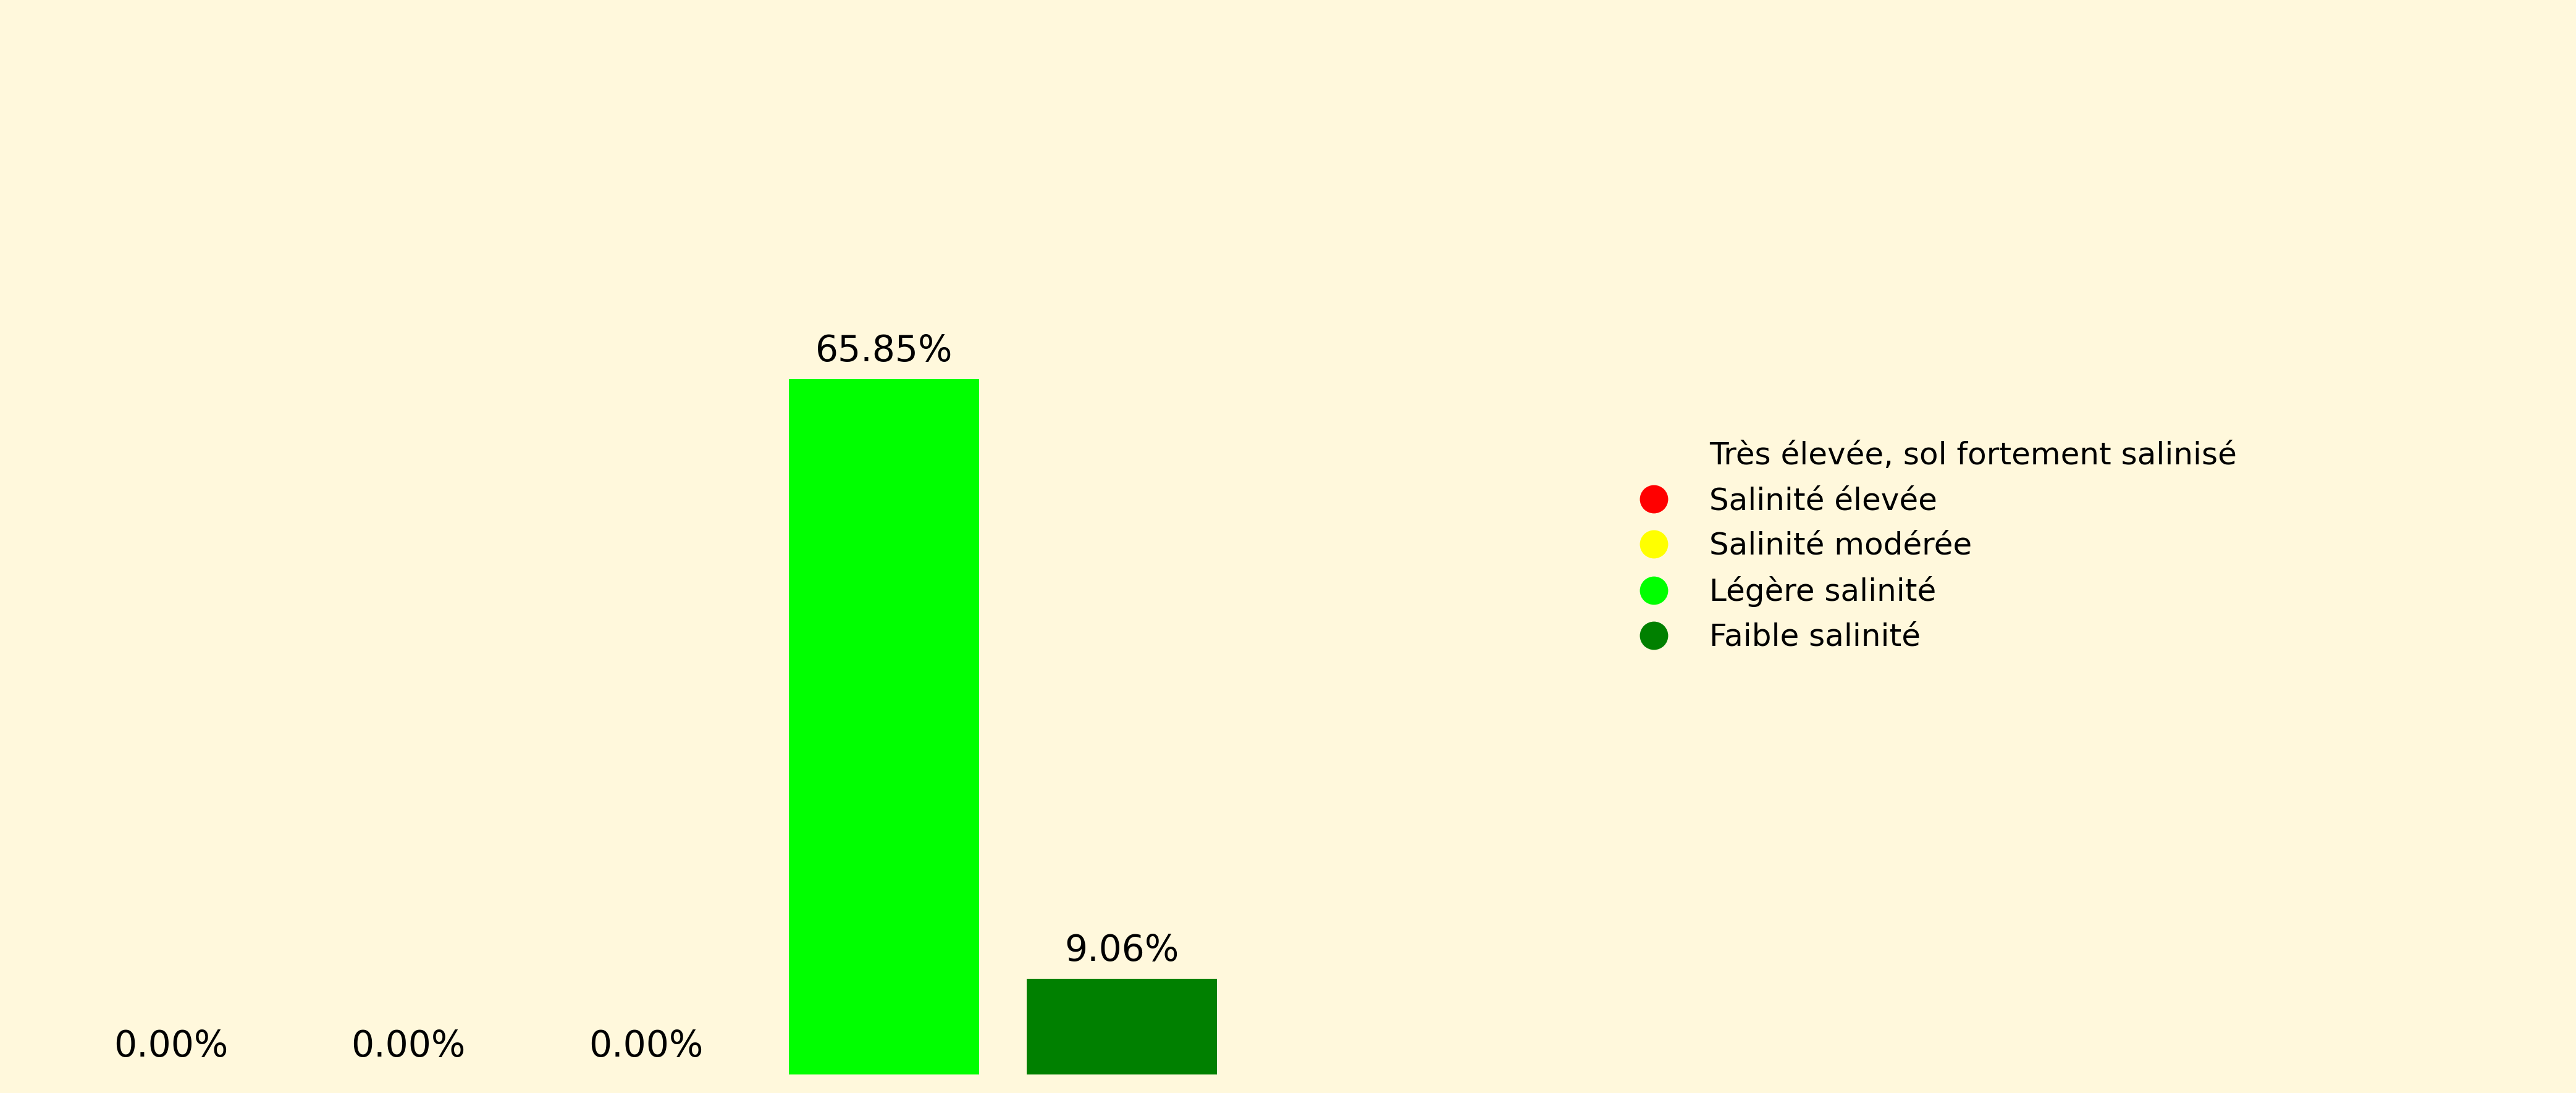 65.85%
9.06%
0.00%
0.00%
0.00%
Très élevée, sol fortement salinisé
Salinité élevée
Salinité modérée
Légère salinité
Faible salinité